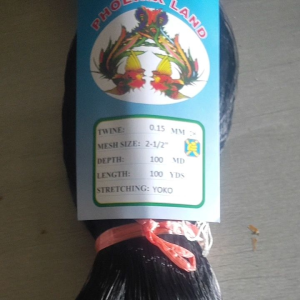 PHOENIX LAND
TWINE: 0.15 MM
MESH SIZE: 2-1/2"
DEPTH: 100 MD
LENGTH: 100 YDS
STRETCHING: YOKO